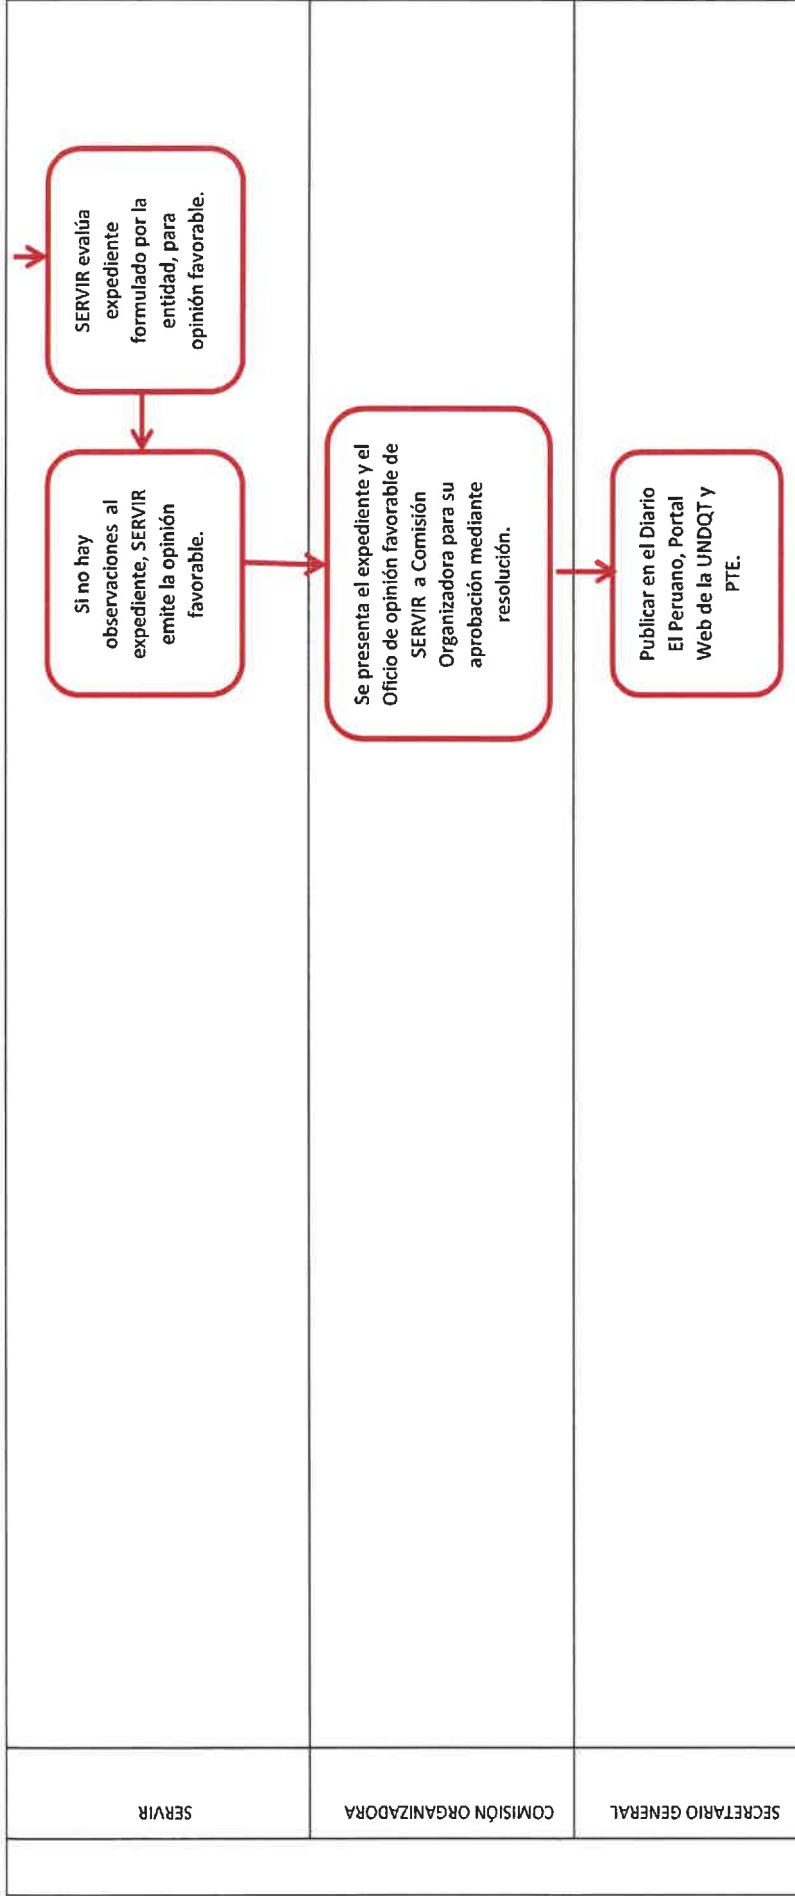 SERVIR
SERVIR evalúa
expediente
formulado por la
entidad, para
opinión favorable.
Si no hay
observaciones al
expediente, SERVIR
emite la opinión
favorable.
COMISIÓN ORGANIZADORA
Se presenta el expediente y el
Oficio de opinión favorable de
SERVIR a Comisión
Organizadora para su
aprobación mediante
resolución.
SECRETARIO GENERAL
Publicar en el Diario
El Peruano, Portal
Web de la UNDQT y
PTE.